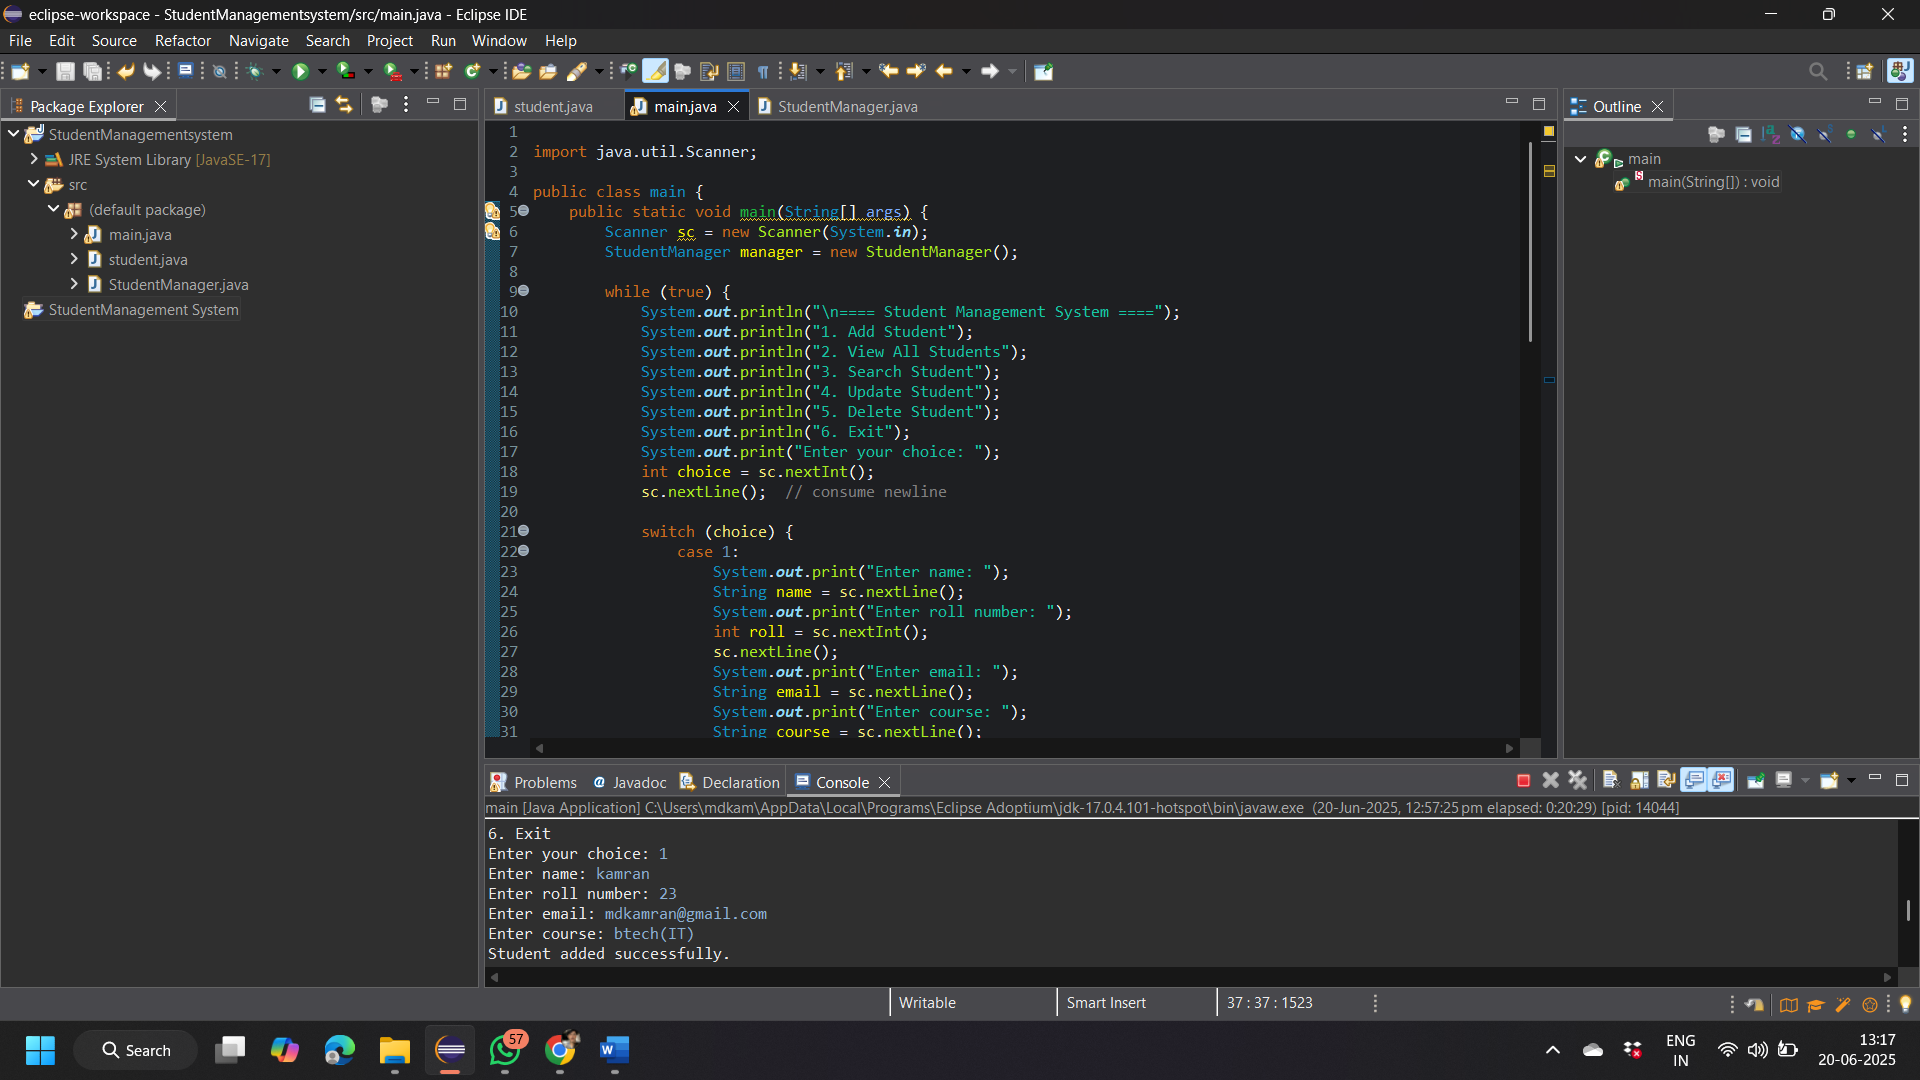 eclipse-workspace - StudentManagementsystem/src/main.java - Eclipse IDE
File Edit Source Refactor Navigate Search Project Run Window Help
Package Explorer
StudentManagementsystem
JRE System Library [JavaSE-17]
src
(default package)
main.java
student.java
StudentManager.java
StudentManagement System
student.java main.java StudentManager.java
1
2 import java.util.Scanner;
3
4 public class main {
5 public static void main(String[] args) {
6 Scanner sc = new Scanner(System.in);
7 StudentManager manager = new StudentManager();
8
9 while (true) {
10 System.out.println("\n==== Student Management System ====");
11 System.out.println("1. Add Student");
12 System.out.println("2. View All Students");
13 System.out.println("3. Search Student");
14 System.out.println("4. Update Student");
15 System.out.println("5. Delete Student");
16 System.out.println("6. Exit");
17 System.out.print("Enter your choice: ");
18 int choice = sc.nextInt();
19 sc.nextLine();  // consume newline
20
21 switch (choice) {
22 case 1:
23 System.out.print("Enter name: ");
24 String name = sc.nextLine();
25 System.out.print("Enter roll number: ");
26 int roll = sc.nextInt();
27 sc.nextLine();
28 System.out.print("Enter email: ");
29 String email = sc.nextLine();
30 System.out.print("Enter course: ");
31 String course = sc.nextLine();
Outline
main
main(String[]) : void
Problems Javadoc Declaration Console
main [Java Application] C:\Users\mdkam\AppData\Local\Programs\Eclipse Adoptium\jdk-17.0.4.101-hotspot\bin\javaw.exe (20-Jun-2025, 12:57:25 pm elapsed: 0:20:29) [pid: 14044]
6. Exit
Enter your choice: 1
Enter name: kamran
Enter roll number: 23
Enter email: mdkamran@gmail.com
Enter course: btech(IT)
Student added successfully.
Writable Smart Insert 37 : 37 : 1523
Search
57
ENG
IN
13:17
20-06-2025